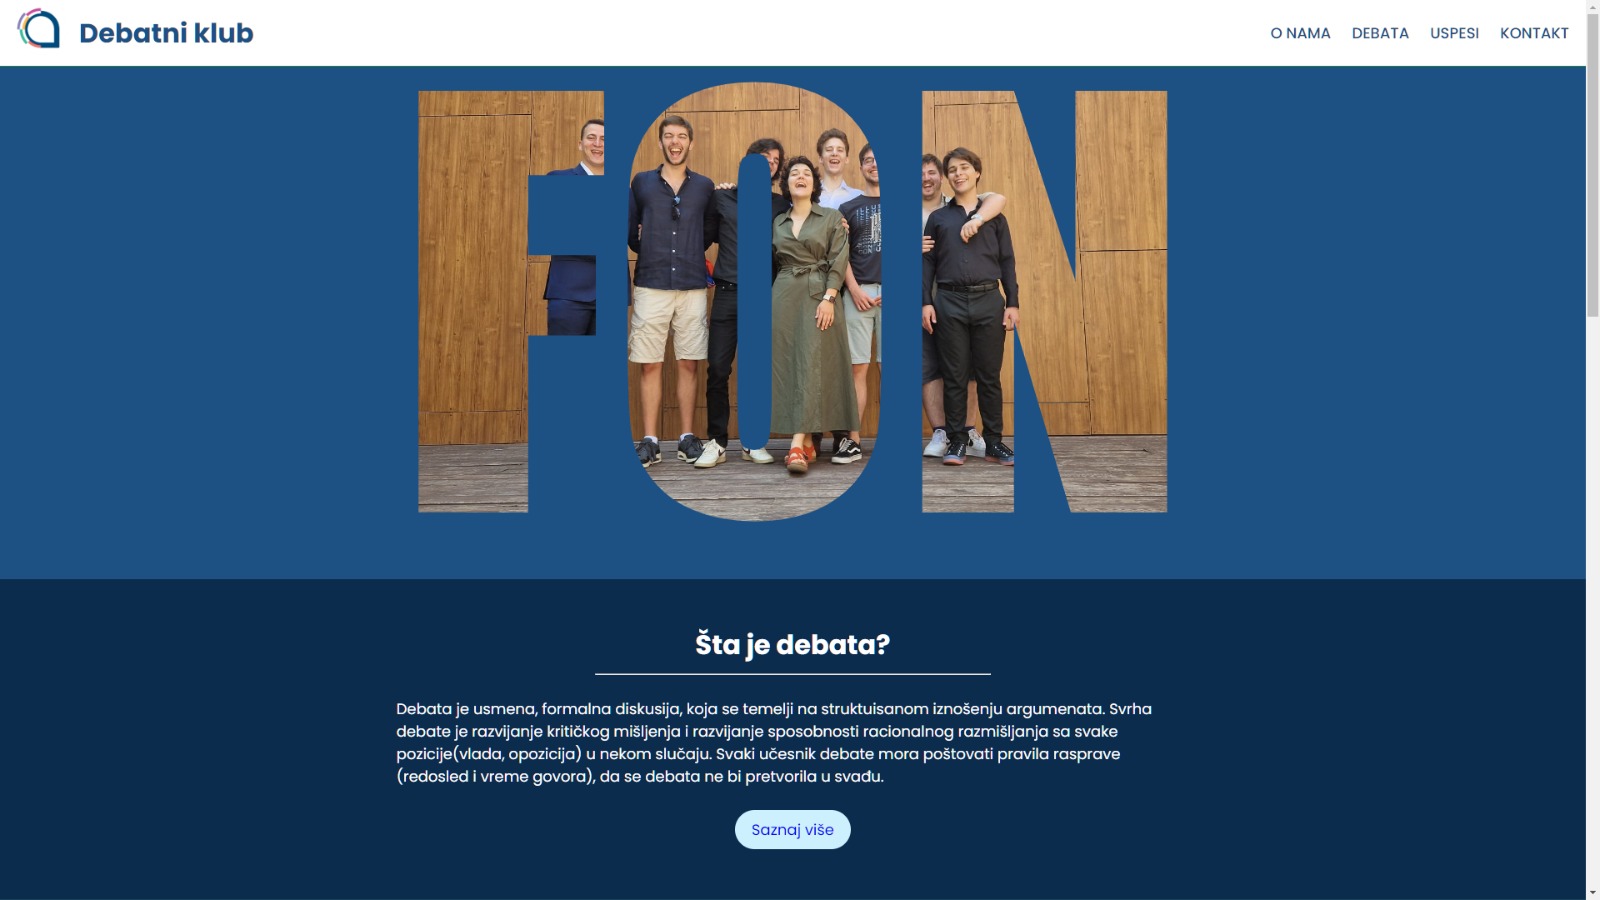 Debatni klub
O NAMA DEBATA USPESI KONTAKT
FON
Šta je debata?
Debata je usmena, formalna diskusija, koja se temelji na struktuisanom iznošenju argumenata. Svrha
debate je razvijanje kritičkog mišljenja i razvijanje sposobnosti racionalnog razmišljanja sa svake
pozicije(vlada, opozicija) u nekom slučaju. Svaki učesnik debate mora poštovati pravila rasprave
(redosled i vreme govora), da se debata ne bi pretvorila u svađu.
Saznaj više